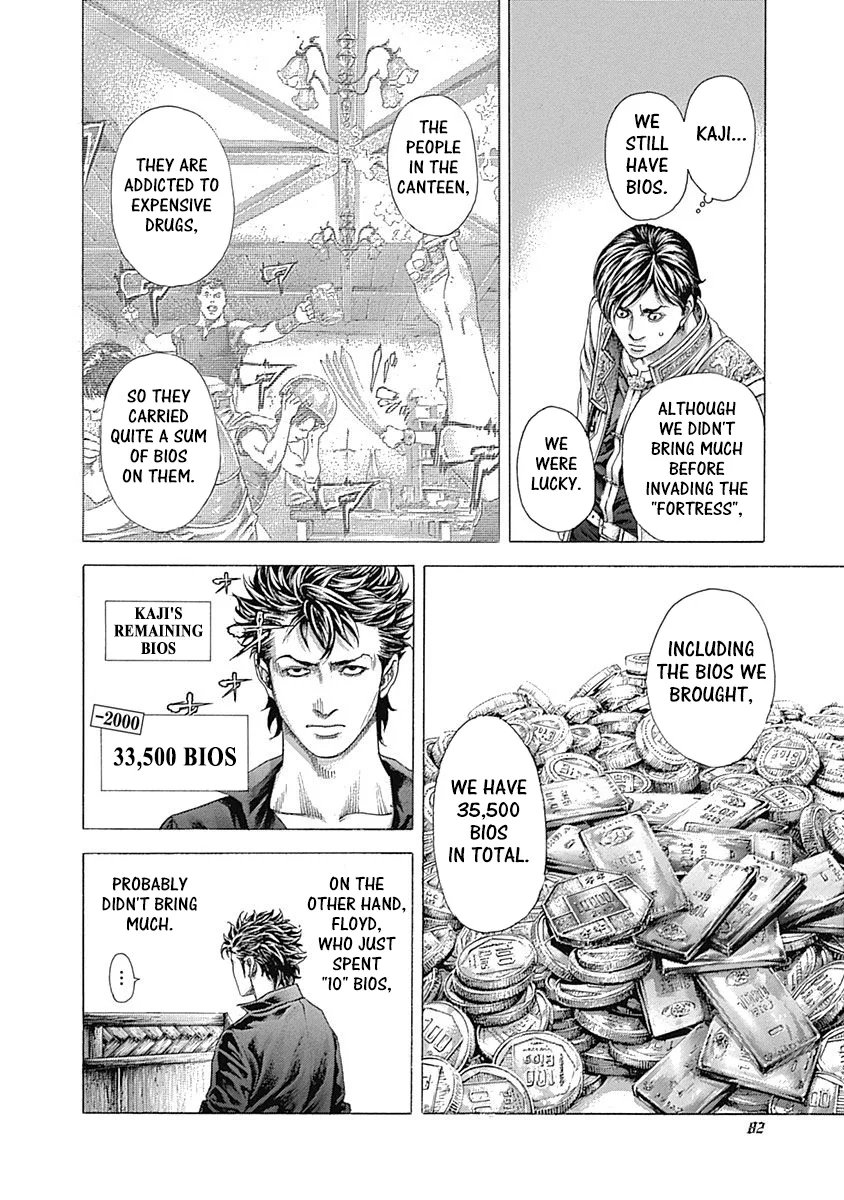 KAJI...
WE
STILL
HAVE
BIOS.
ALTHOUGH
WE DIDN'T
BRING MUCH
BEFORE
INVADING THE
"FORTRESS",
WE
WERE
LUCKY.
THE
PEOPLE
IN THE
CANTEEN,
THEY ARE
ADDICTED TO
EXPENSIVE
DRUGS,
SO THEY
CARRIED
QUITE A SUM
OF BIOS
ON THEM.
INCLUDING
THE BIOS WE
BROUGHT,
WE HAVE
35,500
BIOS
IN TOTAL.
KAJI'S
REMAINING
BIOS
-2000
33,500 BIOS
ON THE
OTHER HAND,
FLOYD,
WHO JUST
SPENT
"10" BIOS,
PROBABLY
DIDN'T BRING
MUCH.
...
82